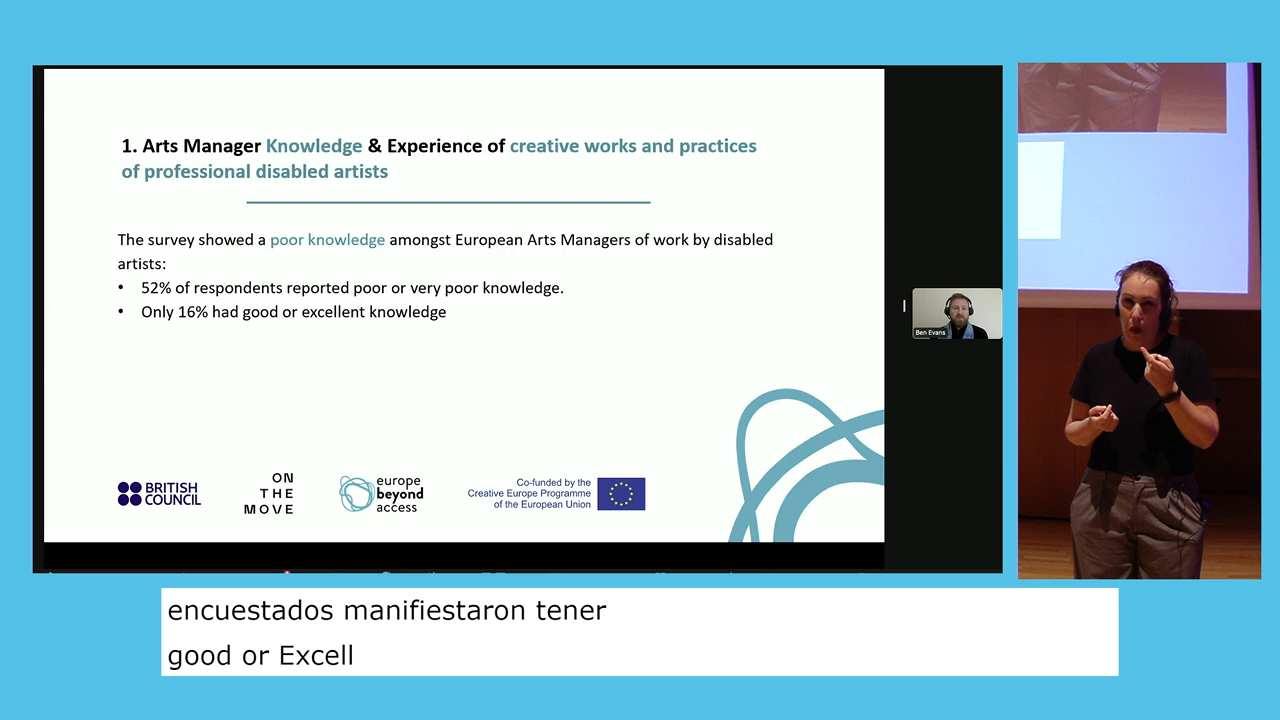 1. Arts Manager Knowledge & Experience of creative works and practices
of professional disabled artists
The survey showed a poor knowledge amongst European Arts Managers of work by disabled
artists:
• 52% of respondents reported poor or very poor knowledge.
• Only 16% had good or excellent knowledge
BRITISH
COUNCIL
ON
THE
MOVE
europe
beyond
access
Co-funded by the
Creative Europe Programme
of the European Union
Ben Evans
encuestados manifiestaron tener
good or Excell